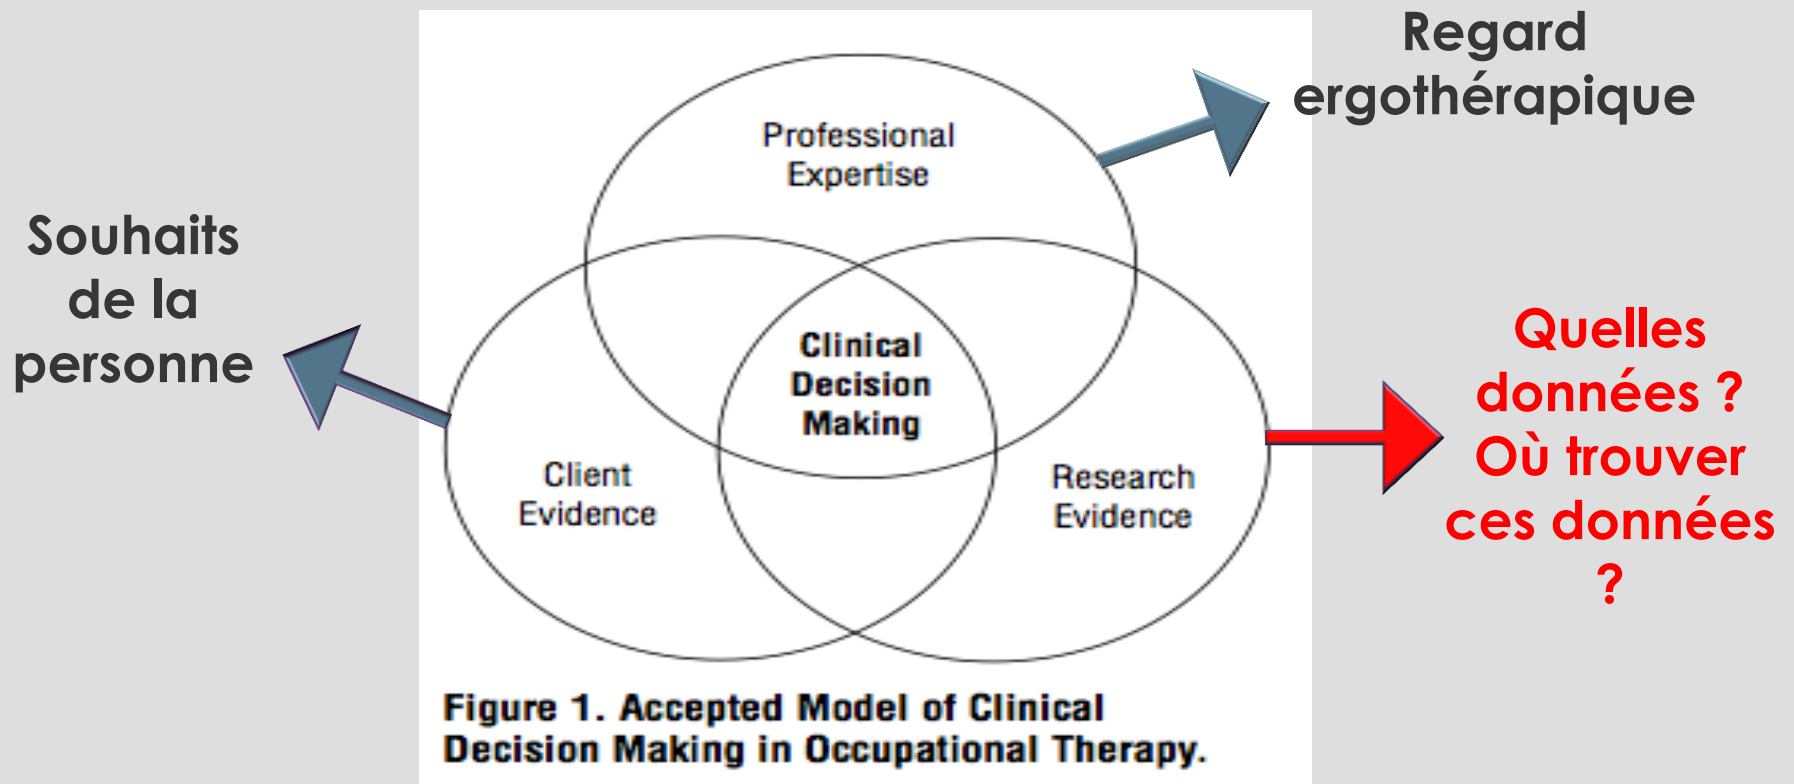 Regard
ergothérapique
Professional
Expertise
Souhaits
de la
personne
Clinical
Decision
Making
Quelles
données ?
Où trouver
ces données
?
Client
Evidence
Research
Evidence
Figure 1. Accepted Model of Clinical
Decision Making in Occupational Therapy.